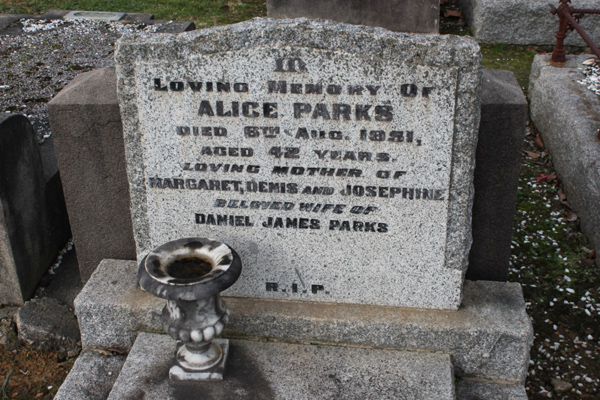 IN
LOVING MEMORY OF
ALICE PARKS
DIED 6TH AUG. 1941,
AGED 42 YEARS.
LOVING MOTHER OF
MARGARET, DENIS AND JOSEPHINE
BELOVED WIFE OF
DANIEL JAMES PARKS
R.I.P.